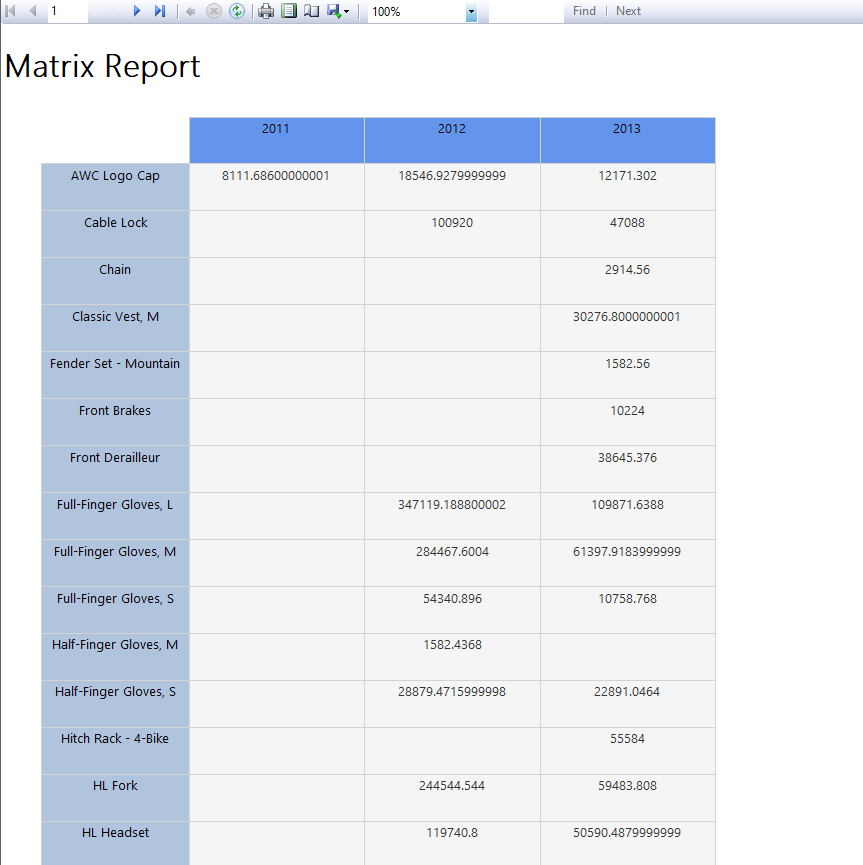 1 100% Find | Next
Matrix Report
2011 2012 2013
AWC Logo Cap 8111.68600000001 18546.9279999999 12171.302
Cable Lock 100920 47088
Chain 2914.56
Classic Vest, M 30276.8000000001
Fender Set - Mountain 1582.56
Front Brakes 10224
Front Derailleur 38645.376
Full-Finger Gloves, L 347119.188800002 109871.6388
Full-Finger Gloves, M 284467.6004 61397.9183999999
Full-Finger Gloves, S 54340.896 10758.768
Half-Finger Gloves, M 1582.4368
Half-Finger Gloves, S 28879.4715999998 22891.0464
Hitch Rack - 4-Bike 55584
HL Fork 244544.544 59483.808
HL Headset 119740.8 50590.4879999999